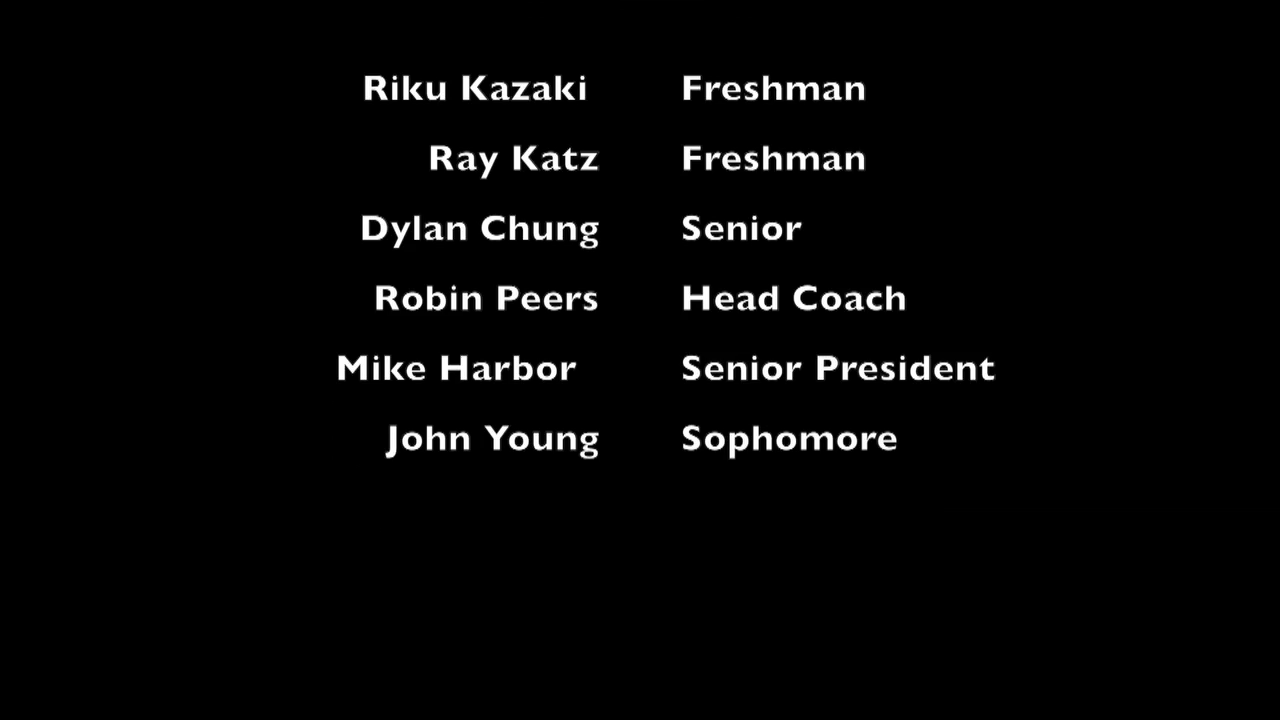 Riku Kazaki Freshman
Ray Katz Freshman
Dylan Chung Senior
Robin Peers Head Coach
Mike Harbor Senior President
John Young Sophomore